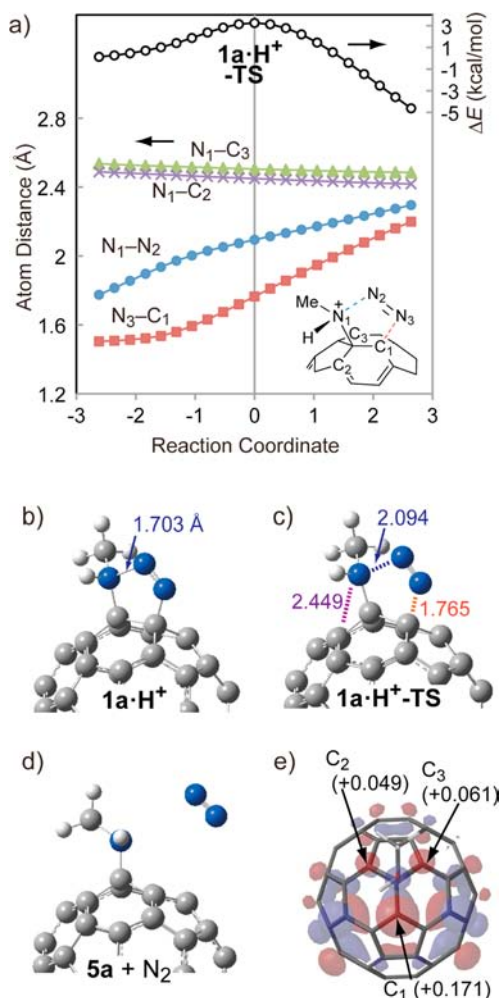 a)
1a·H⁺
-TS
3
1
-1
-3
-5
ΔE (kcal/mol)
2.8
2.4
2
1.6
1.2
Atom Distance (Å)
N₁–C₃
N₁–C₂
N₁–N₂
N₃–C₁
Me
N₁
+
H
N₂
N₃
C₃
C₁
C₂
-3 -2 -1 0 1 2 3
Reaction Coordinate
b)
1.703 Å
1a·H⁺
c)
2.094
2.449
1.765
1a·H⁺-TS
d)
5a + N₂
e)
C₂
(+0.049)
C₃
(+0.061)
C₁
(+0.171)